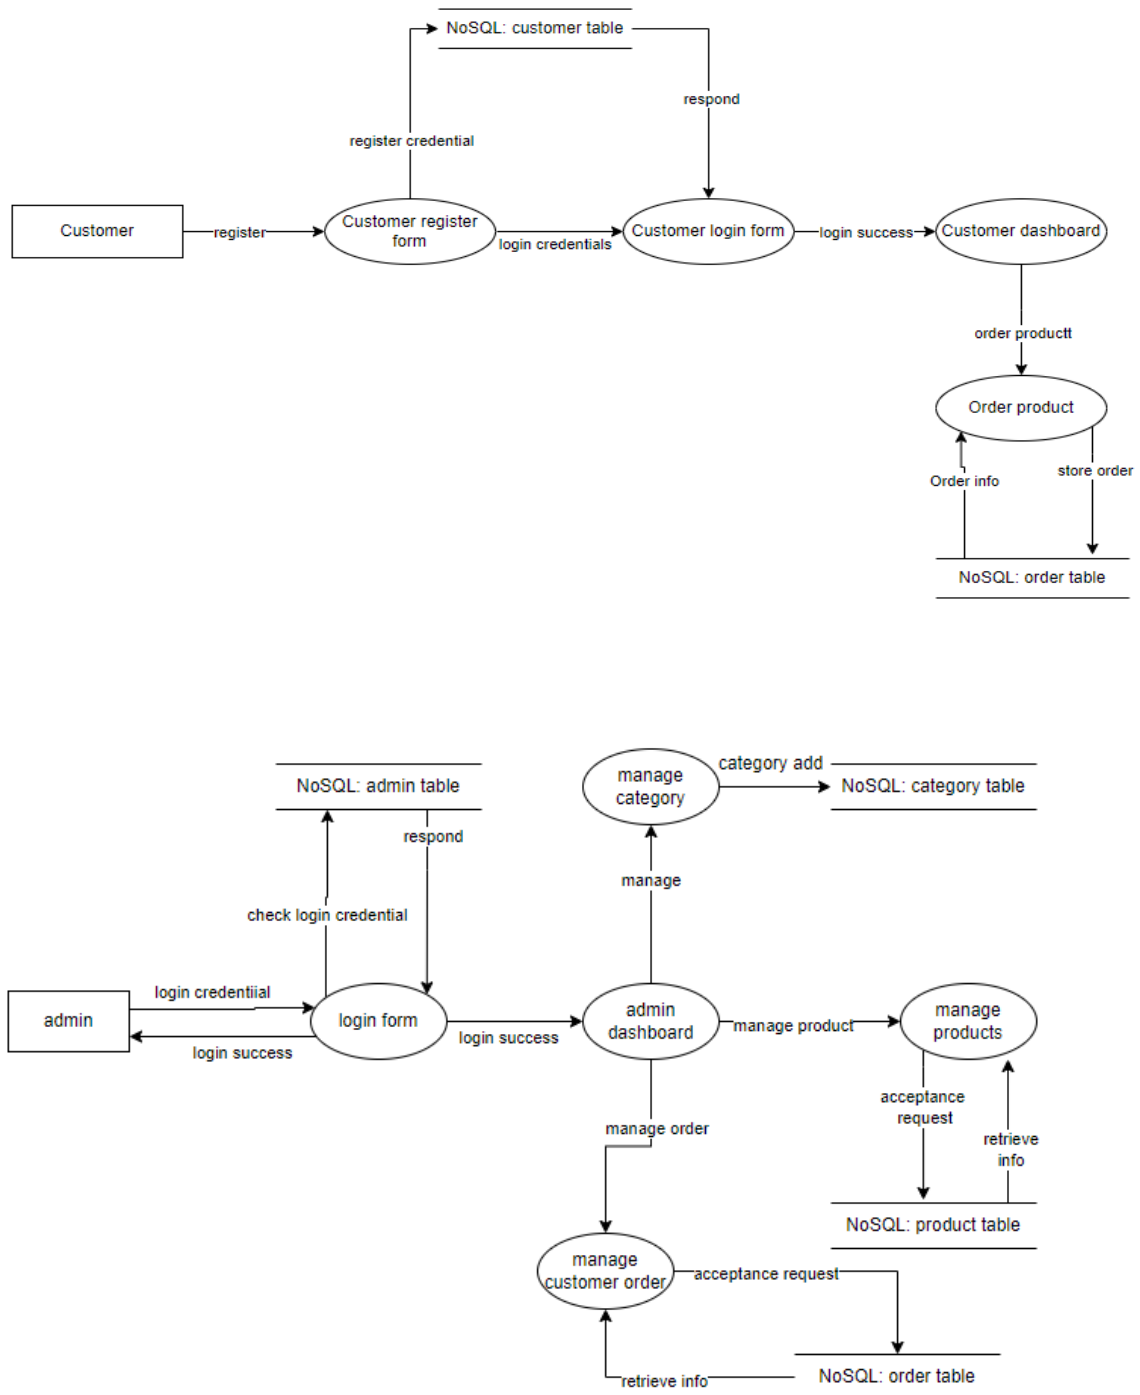 NoSQL: customer table
respond
register credential
Customer
register
Customer register
form
login credentials
Customer login form
login success
Customer dashboard
order productt
Order product
Order info
store order
NoSQL: order table
manage
category
category add
NoSQL: category table
NoSQL: admin table
respond
manage
check login credential
login credentiial
admin
login form
login success
login success
admin
dashboard
manage product
manage
products
acceptance
request
retrieve
info
manage order
NoSQL: product table
manage
customer order
acceptance request
retrieve info
NoSQL: order table